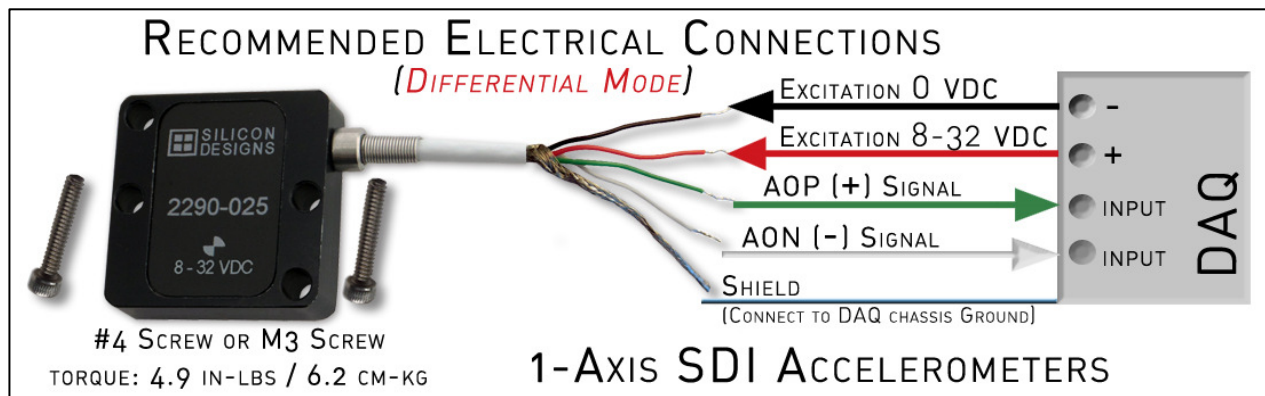 RECOMMENDED ELECTRICAL CONNECTIONS
(DIFFERENTIAL MODE)
SILICON
DESIGNS
2290-025
8 - 32 VDC
#4 SCREW OR M3 SCREW
TORQUE: 4.9 IN-LBS / 6.2 CM-KG
EXCITATION 0 VDC
EXCITATION 8-32 VDC
AOP (+) SIGNAL
AON (-) SIGNAL
SHIELD
(CONNECT TO DAQ CHASSIS GROUND)
-
+
INPUT
INPUT
DAQ
1-AXIS SDI ACCELEROMETERS